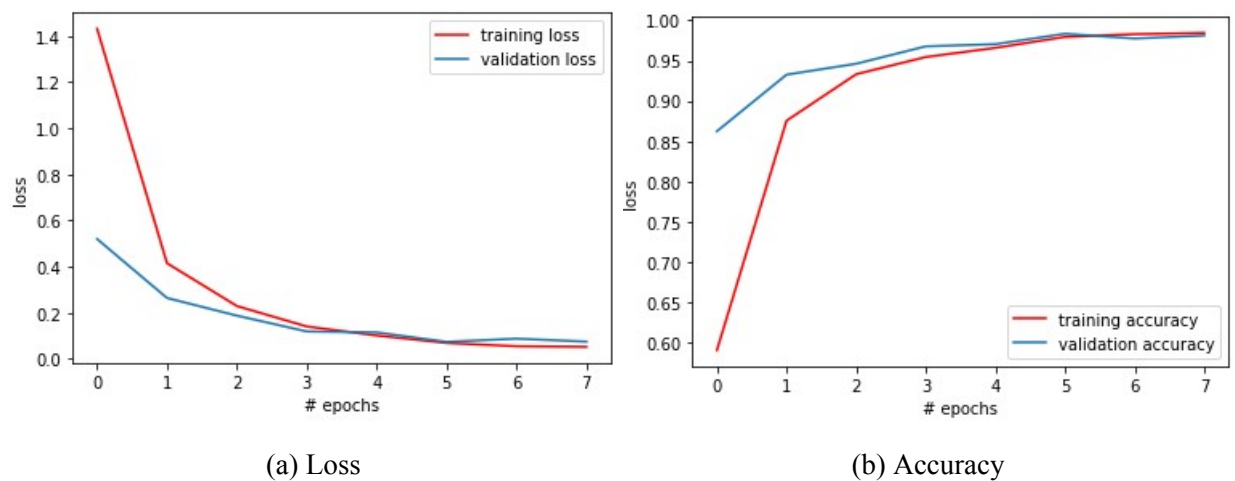 training loss
validation loss
1.4
1.2
1.0
0.8
0.6
0.4
0.2
0.0
loss
0 1 2 3 4 5 6 7
# epochs
(a) Loss
1.00
0.95
0.90
0.85
0.80
0.75
0.70
0.65
0.60
loss
training accuracy
validation accuracy
0 1 2 3 4 5 6 7
# epochs
(b) Accuracy